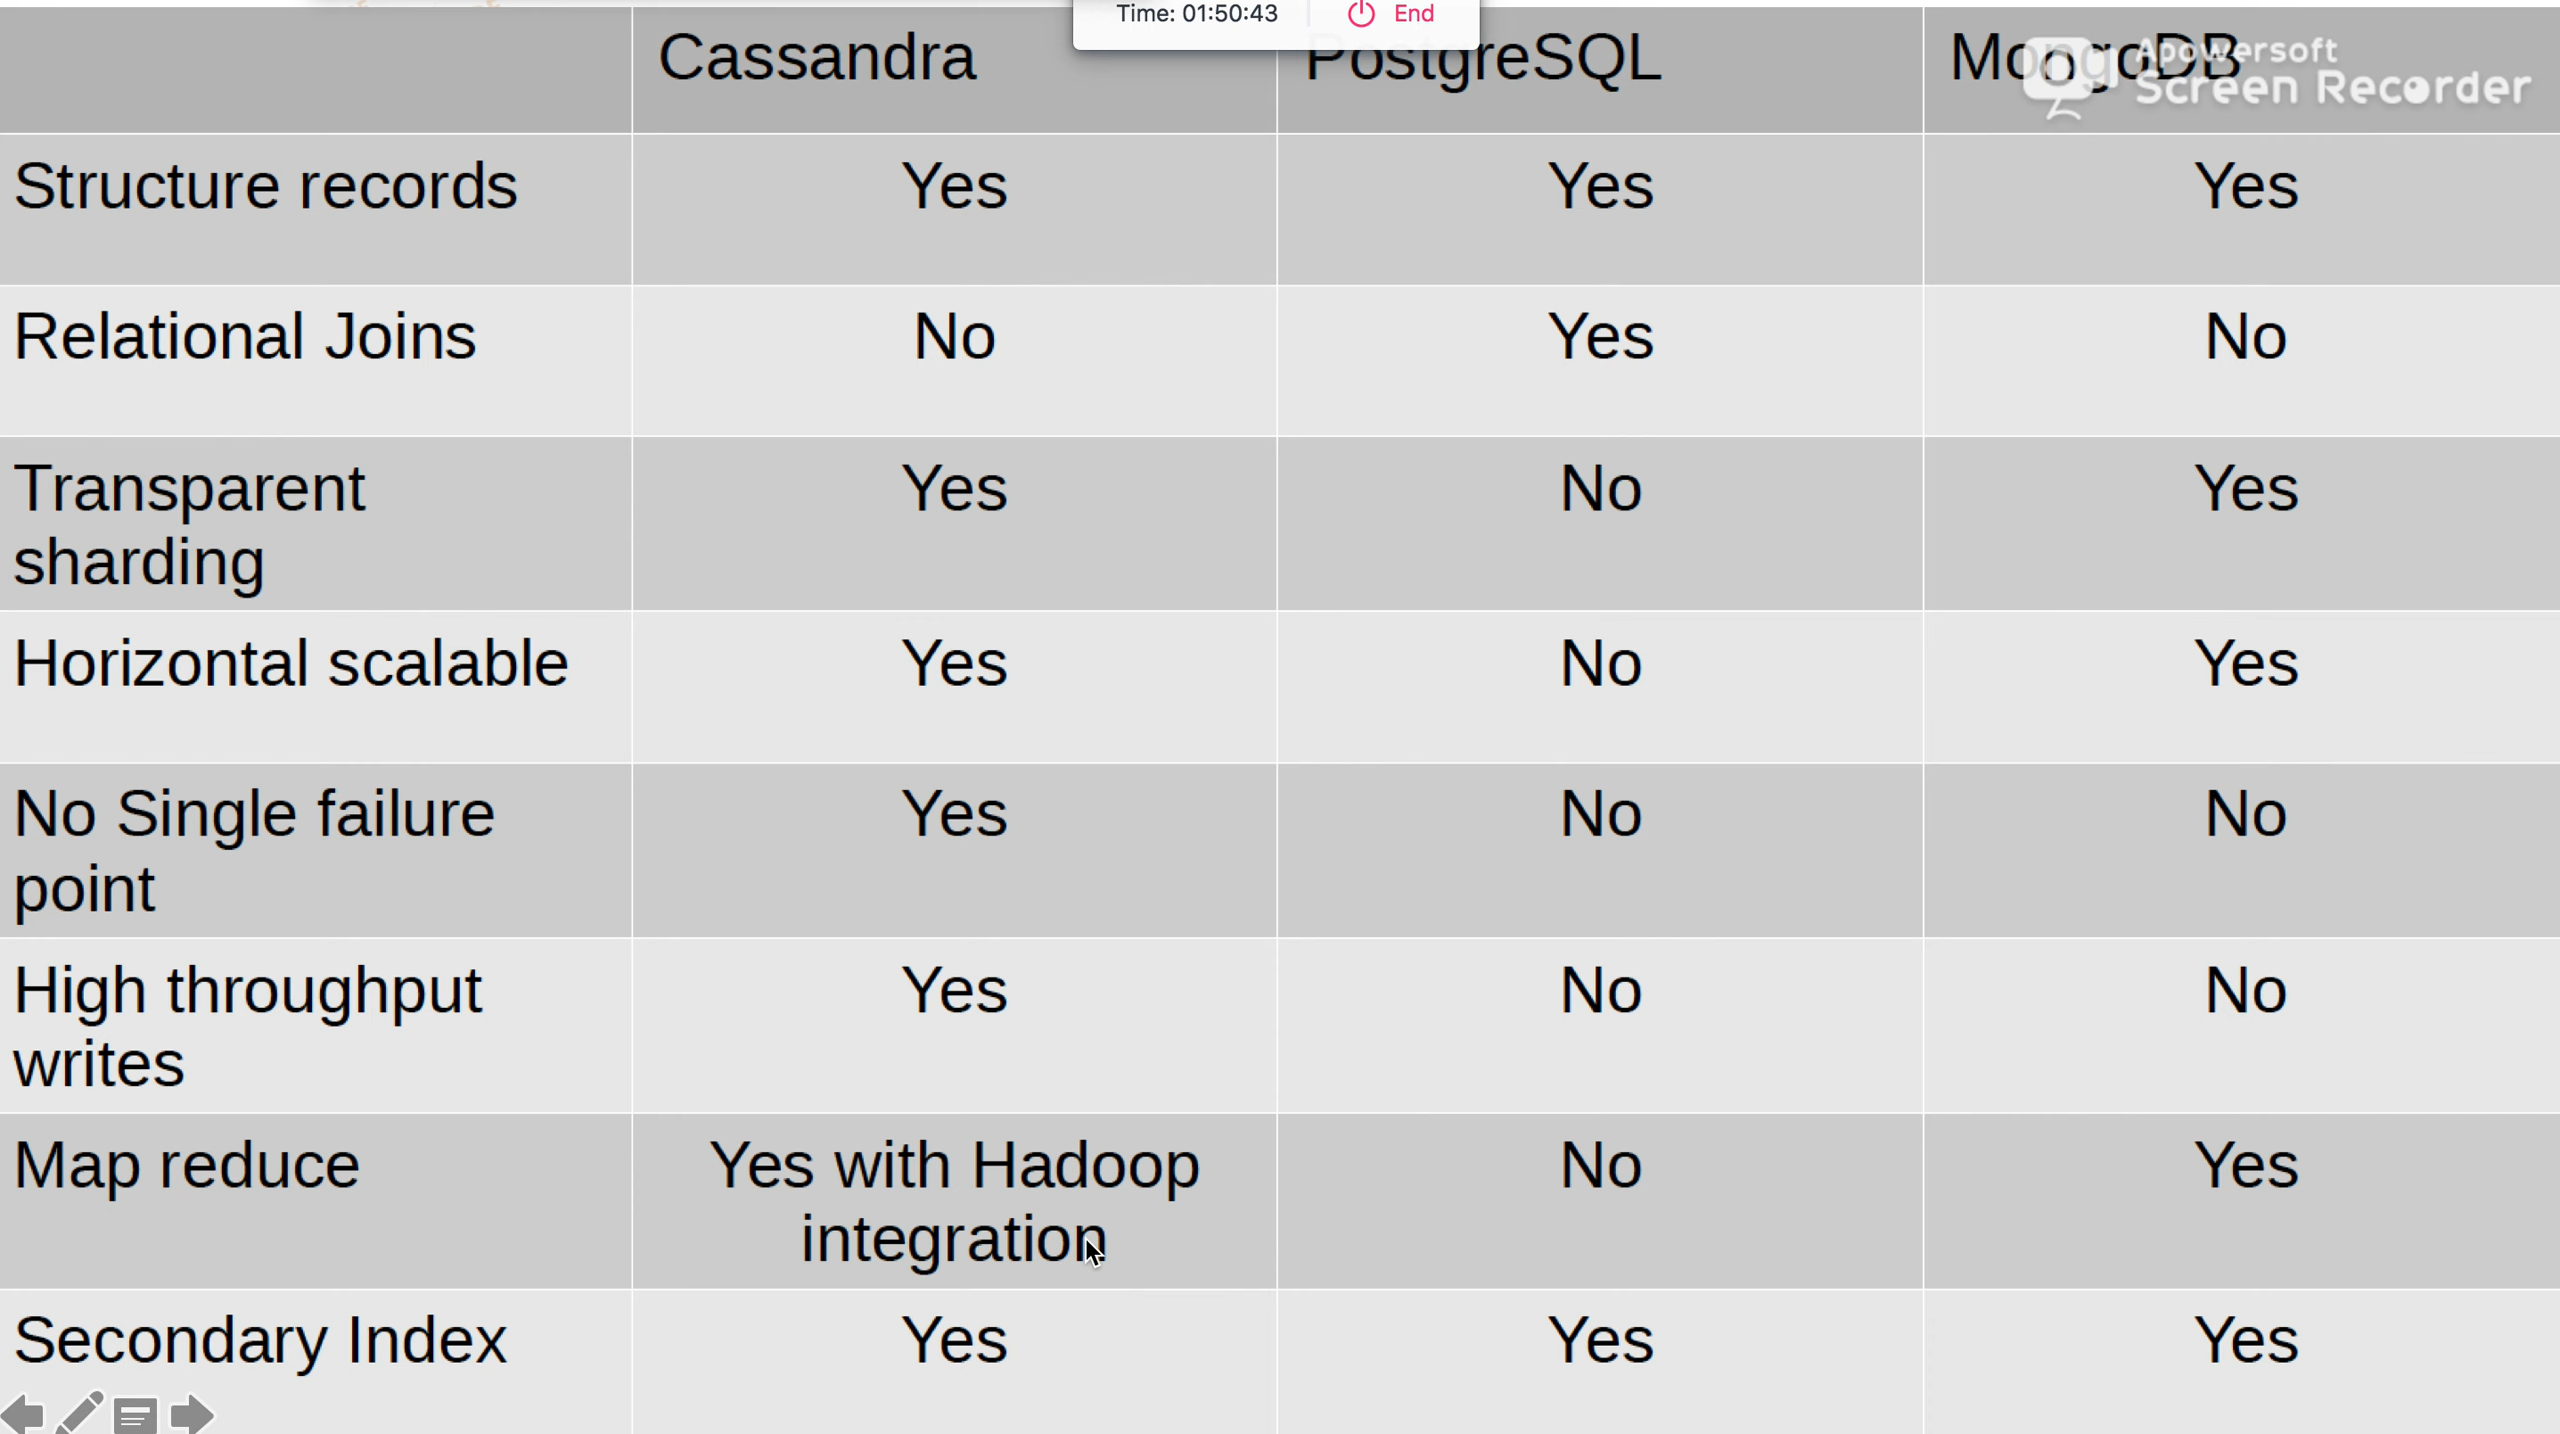 Time: 01:50:43 End
Cassandra PostgreSQL MongoDB
Apowersoft
Screen Recorder
Structure records Yes Yes Yes
Relational Joins No Yes No
Transparent
sharding Yes No Yes
Horizontal scalable Yes No Yes
No Single failure
point Yes No No
High throughput
writes Yes No No
Map reduce Yes with Hadoop
integration No Yes
Secondary Index Yes Yes Yes